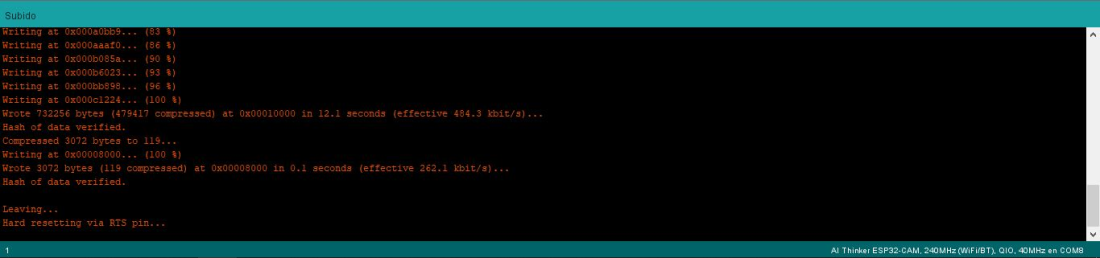 Subido
Writing at 0x000a0bb9... (83 %)
Writing at 0x000aaaf0... (86 %)
Writing at 0x000b085a... (90 %)
Writing at 0x000b6023... (93 %)
Writing at 0x000bb898... (96 %)
Writing at 0x000c1224... (100 %)
Wrote 732256 bytes (479417 compressed) at 0x00010000 in 12.1 seconds (effective 484.3 kbit/s)...
Hash of data verified.
Compressed 3072 bytes to 119...
Writing at 0x00008000... (100 %)
Wrote 3072 bytes (119 compressed) at 0x00008000 in 0.1 seconds (effective 262.1 kbit/s)...
Hash of data verified.
Leaving...
Hard resetting via RTS pin...
1 AI Thinker ESP32-CAM, 240MHz (WiFi/BT), QIO, 40MHz en COM8